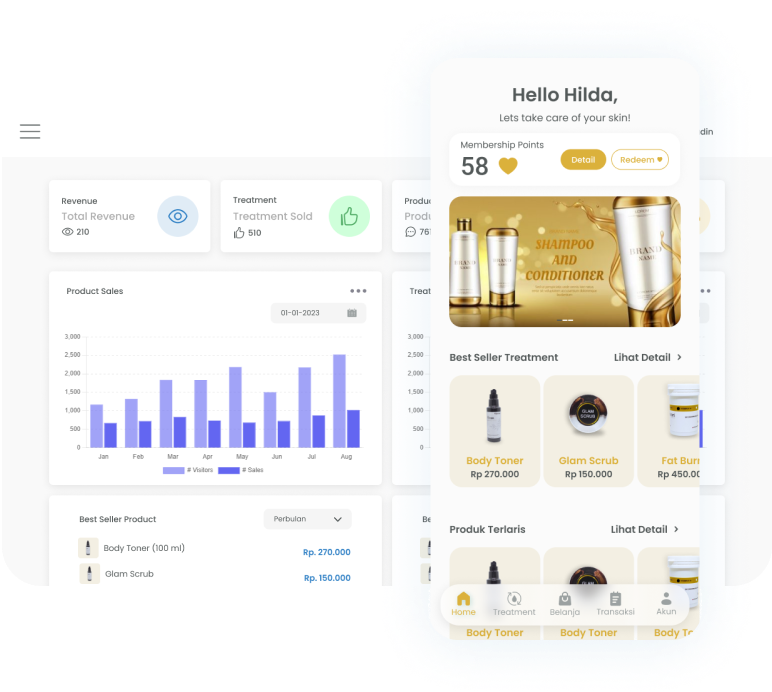 din
Revenue
Total Revenue
210
Treatment
Treatment Sold
510
Produc
Produ
76
Product Sales
01-01-2023
3,000
2,500
2,000
1,500
1,000
500
0
Jan Feb Mar Apr May Jun Jul Aug
# Visitors # Sales
Treat
3,000
2,500
2,000
1,500
1,000
500
0
Best Seller Product
Perbulan
Body Toner (100 ml)
Rp. 270.000
Glam Scrub
Rp. 150.000
Be
Hello Hilda,
Lets take care of your skin!
Membership Points
58
Detail
Redeem
SHAMPOO
AND
CONDITIONER
BRAND
NAME
BRAND
NAME
BRAND
NAME
Best Seller Treatment
Lihat Detail >
GLAM
SCRUB
Body Toner
Rp 270.000
Glam Scrub
Rp 150.000
Fat Burn
Rp 450.00
Produk Terlaris
Lihat Detail >
Home Treatment Belanja Transaksi Akun
Body Toner
Body Toner
Body To